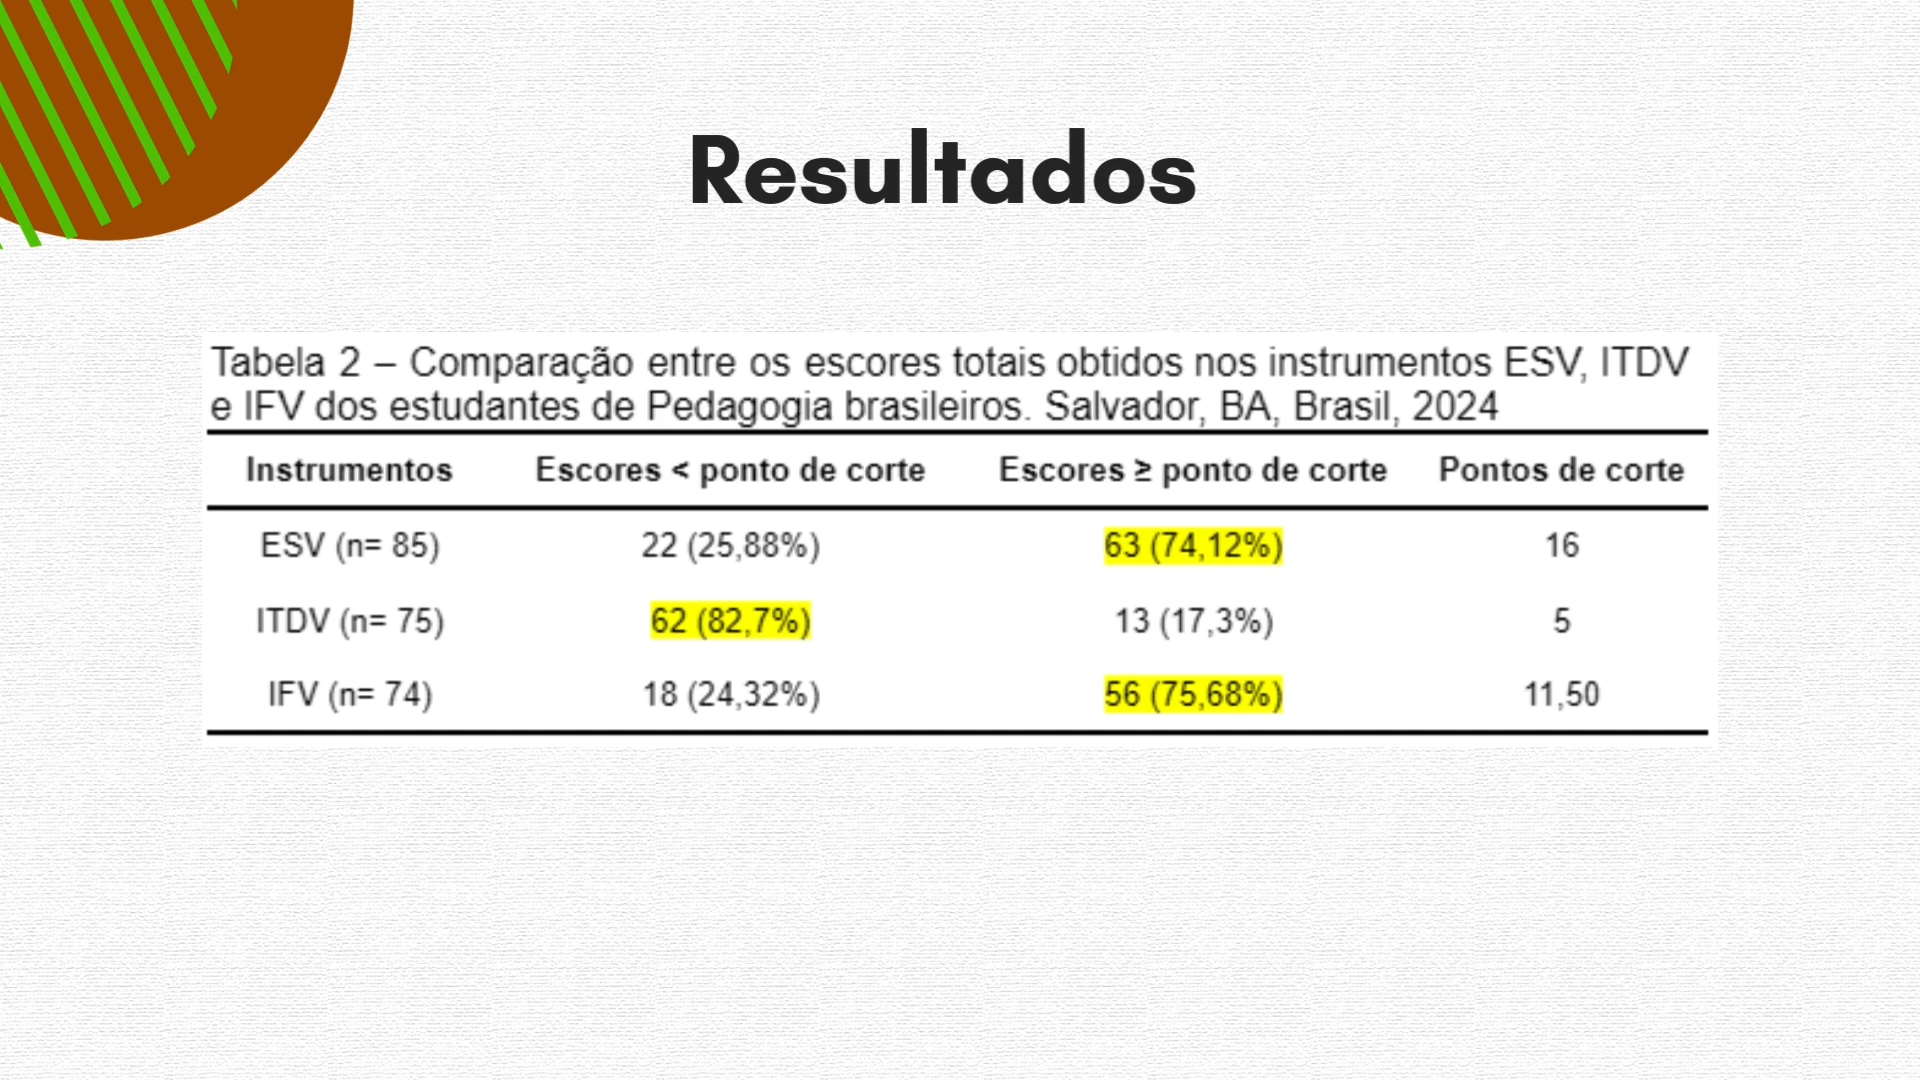 Resultados
Tabela 2 – Comparação entre os escores totais obtidos nos instrumentos ESV, ITDV
e IFV dos estudantes de Pedagogia brasileiros. Salvador, BA, Brasil, 2024
Instrumentos Escores < ponto de corte Escores ≥ ponto de corte Pontos de corte
ESV (n= 85) 22 (25,88%) 63 (74,12%) 16
ITDV (n= 75) 62 (82,7%) 13 (17,3%) 5
IFV (n= 74) 18 (24,32%) 56 (75,68%) 11,50